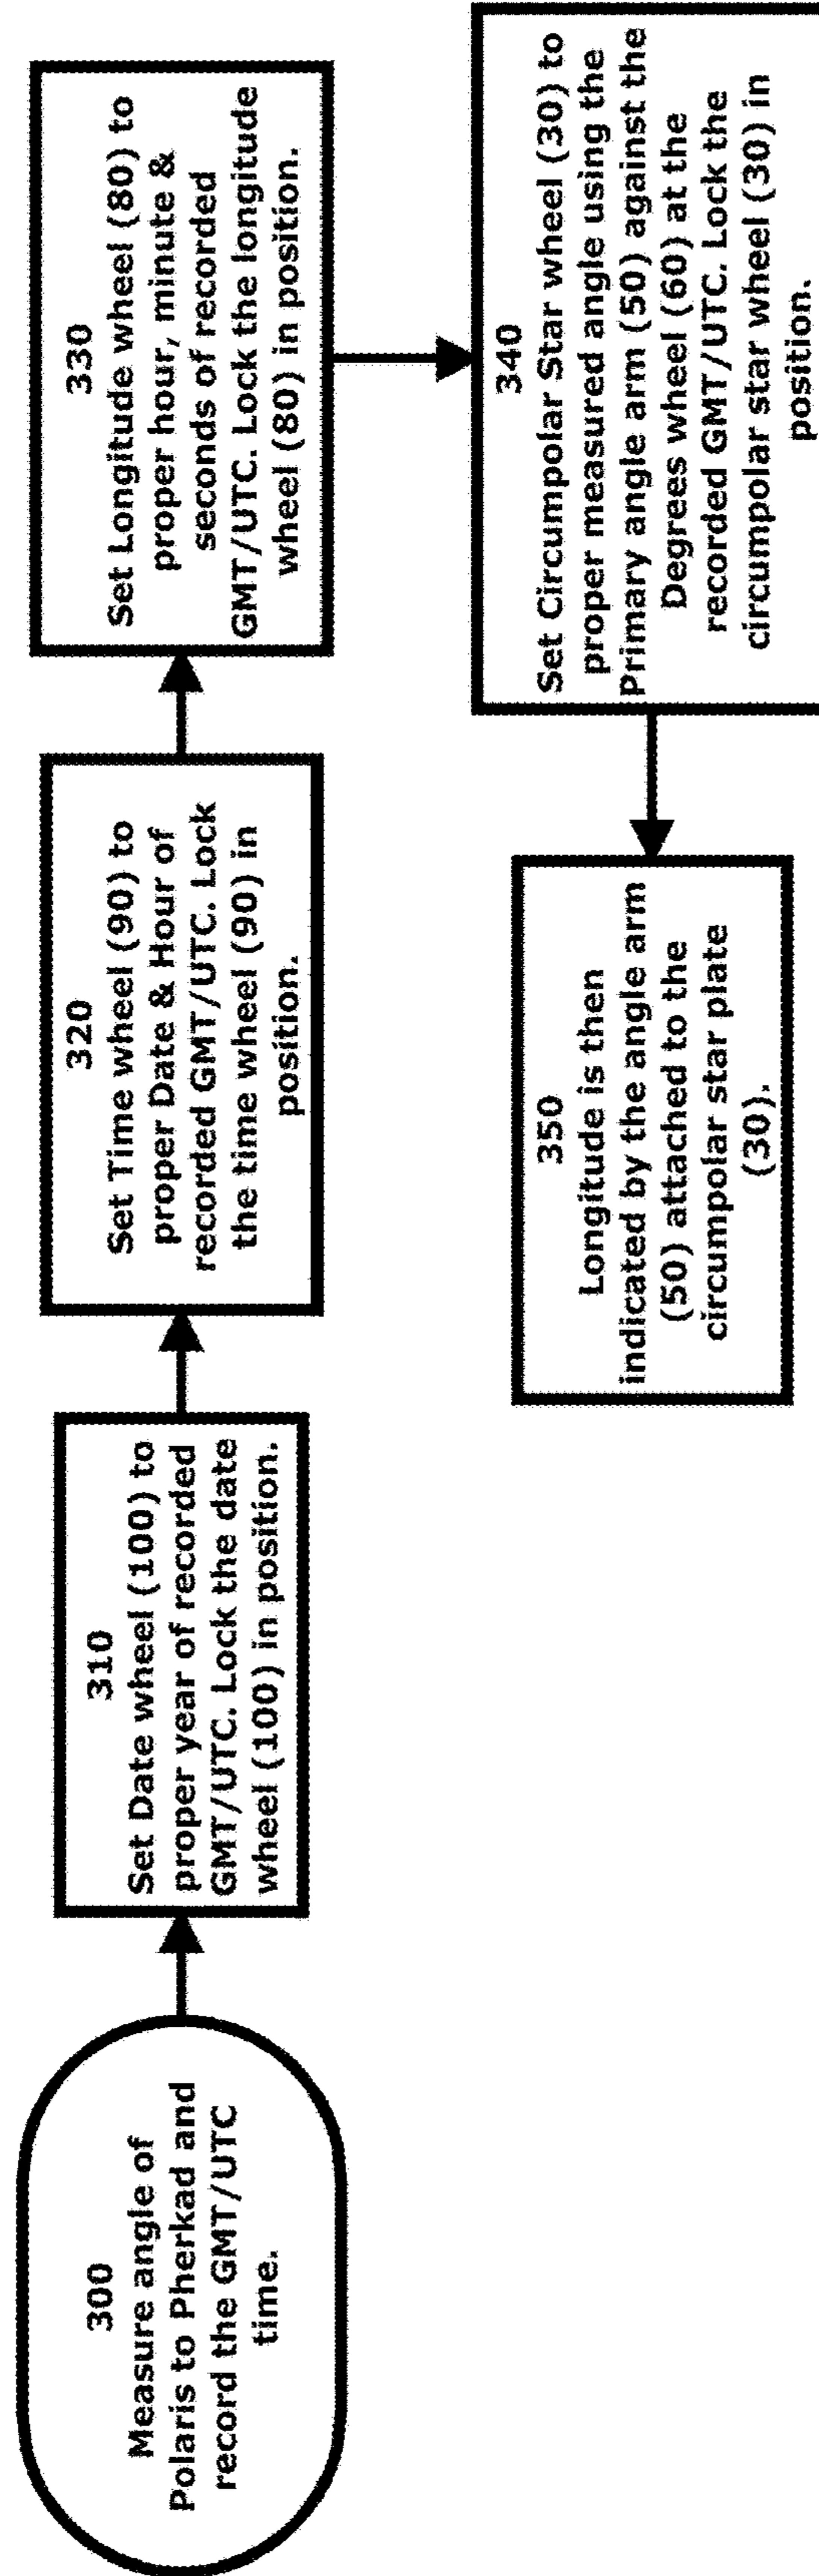 300
Measure angle of
Polaris to Pherkad and
record the GMT/UTC
time.
310
Set Date wheel (100) to
proper year of recorded
GMT/UTC. Lock the date
wheel (100) in position.
320
Set Time wheel (90) to
proper Date & Hour of
recorded GMT/UTC. Lock
the time wheel (90) in
position.
330
Set Longitude wheel (80) to
proper hour, minute &
seconds of recorded
GMT/UTC. Lock the longitude
wheel (80) in position.
340
Set Circumpolar Star wheel (30) to
proper measured angle using the
Primary angle arm (50) against the
Degrees wheel (60) at the
recorded GMT/UTC. Lock the
circumpolar star wheel (30) in
position.
350
Longitude is then
indicated by the angle arm
(50) attached to the
circumpolar star plate
(30).